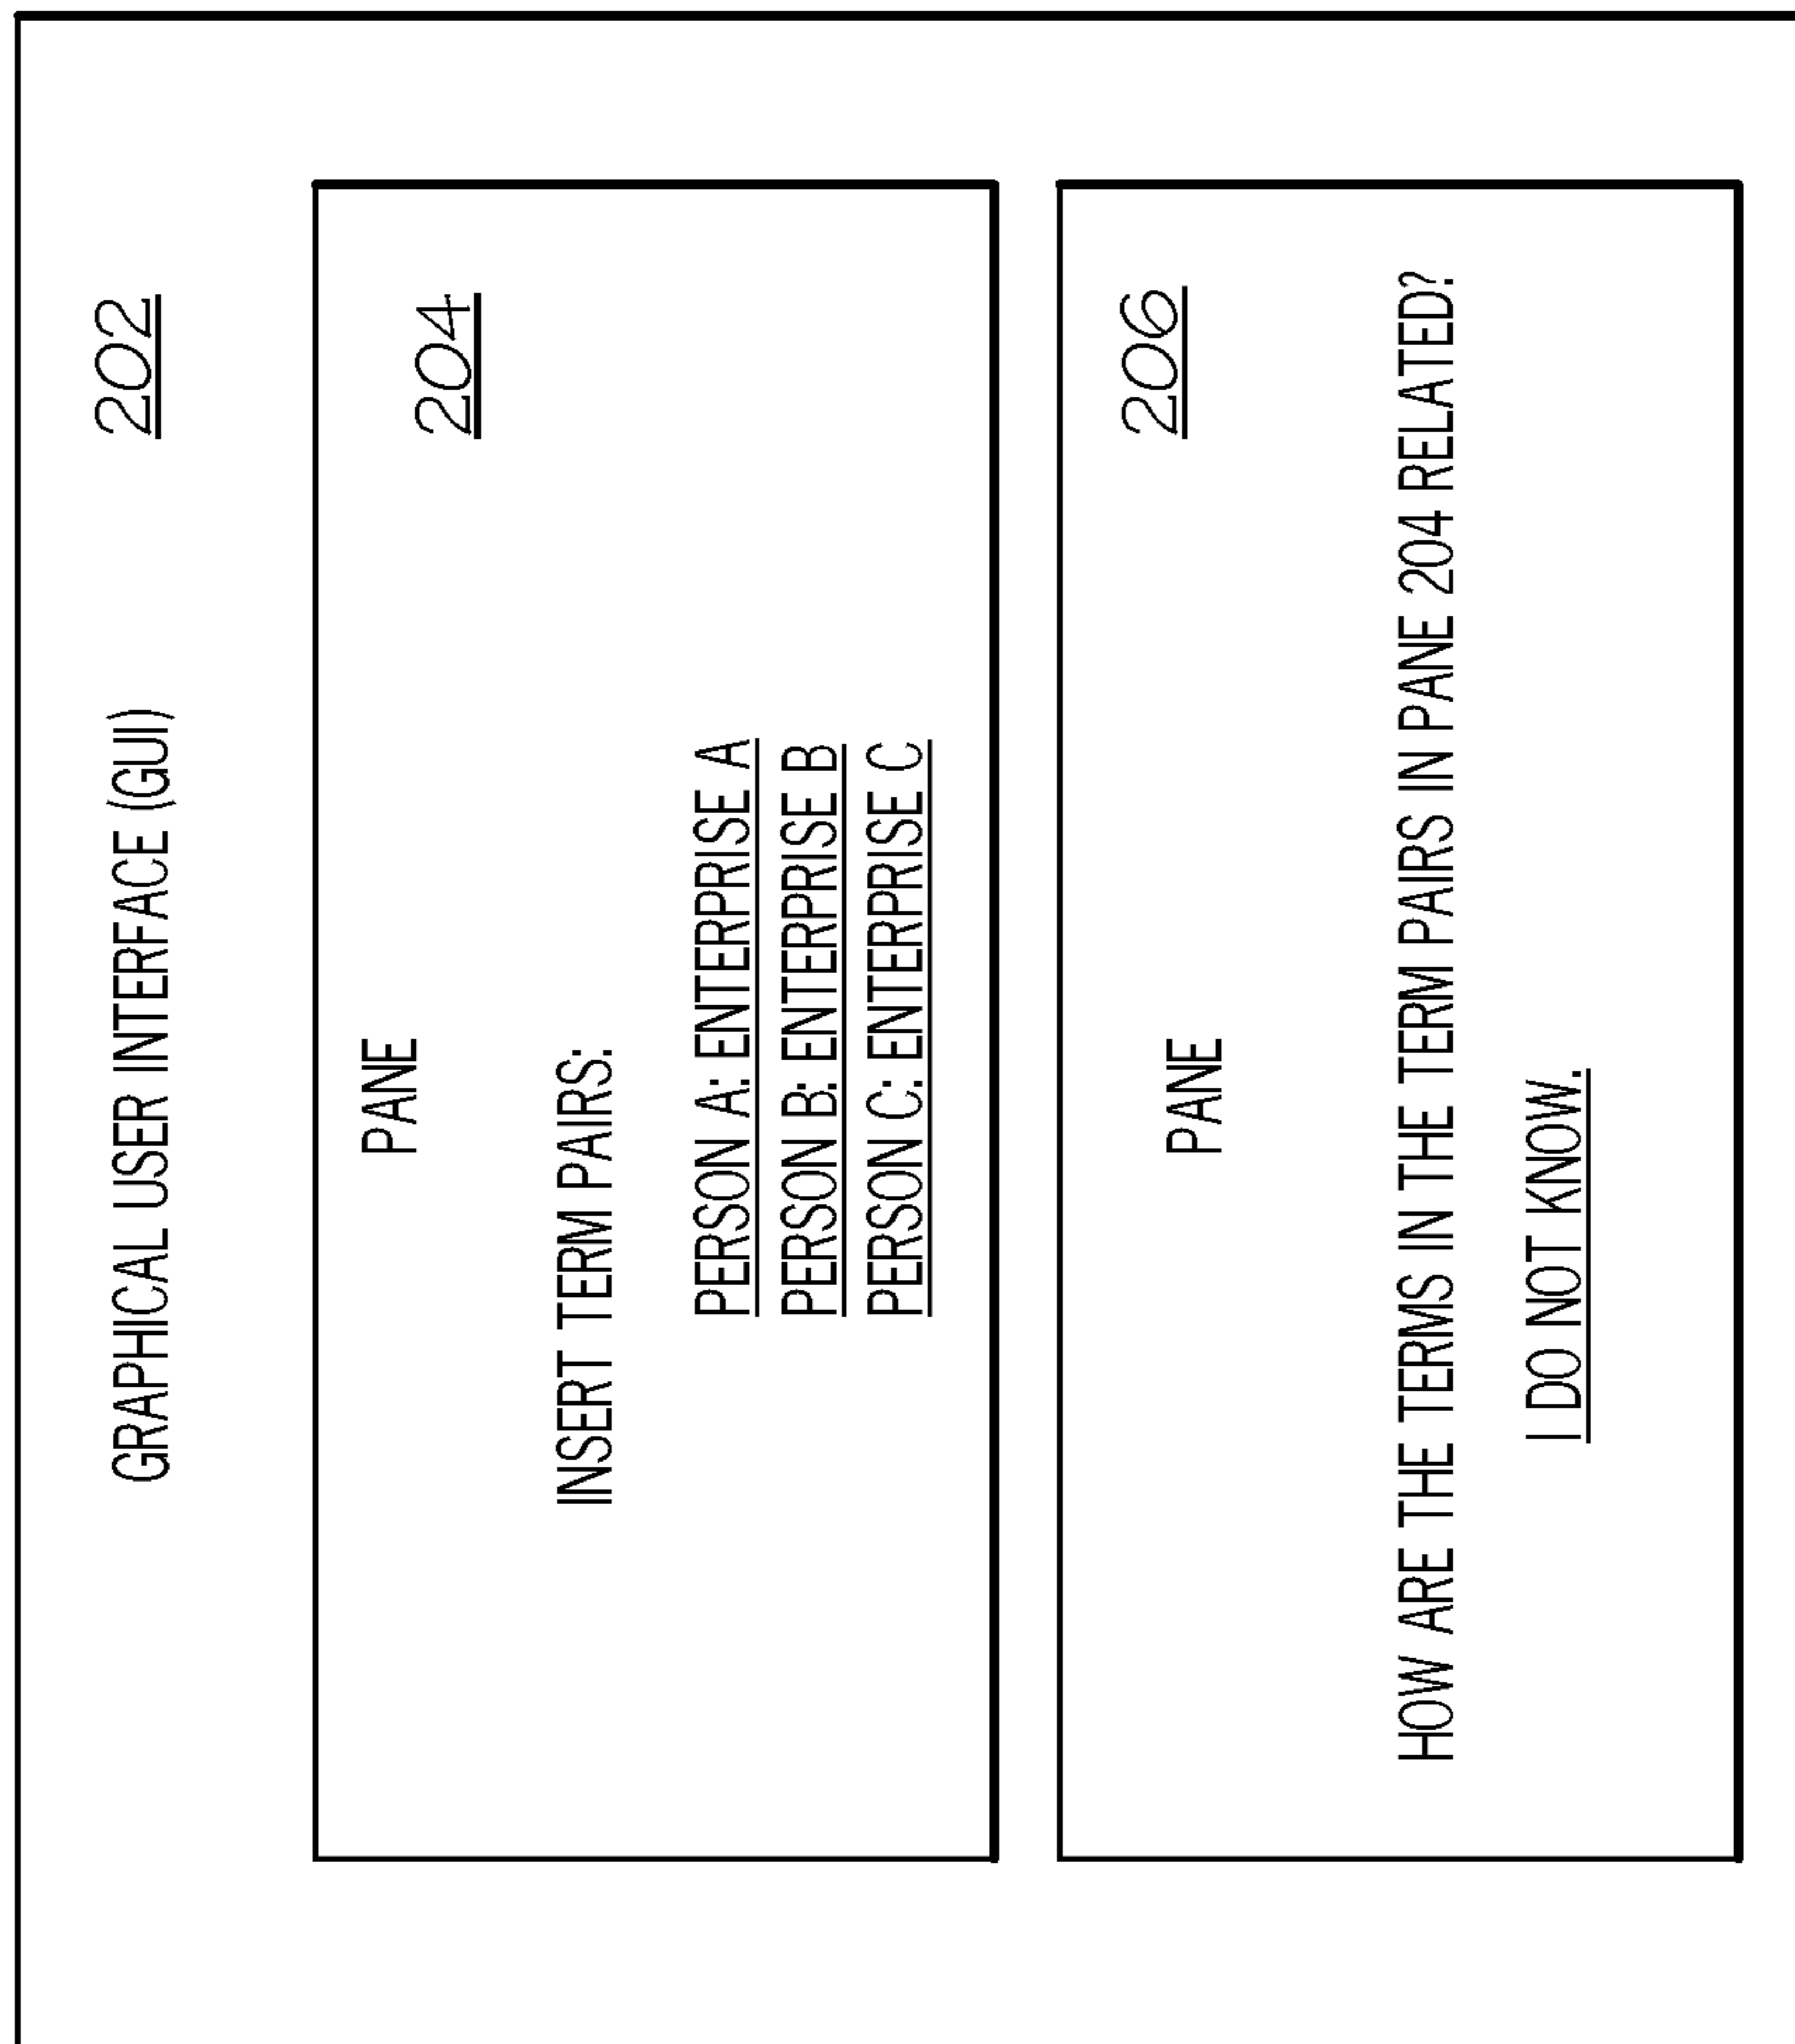 GRAPHICAL USER INTERFACE (GUI) 202
PANE 204
INSERT TERM PAIRS:
PERSON A: ENTERPRISE A
PERSON B: ENTERPRISE B
PERSON C: ENTERPRISE C
PANE 206
HOW ARE THE TERMS IN THE TERM PAIRS IN PANE 204 RELATED?
I DO NOT KNOW.